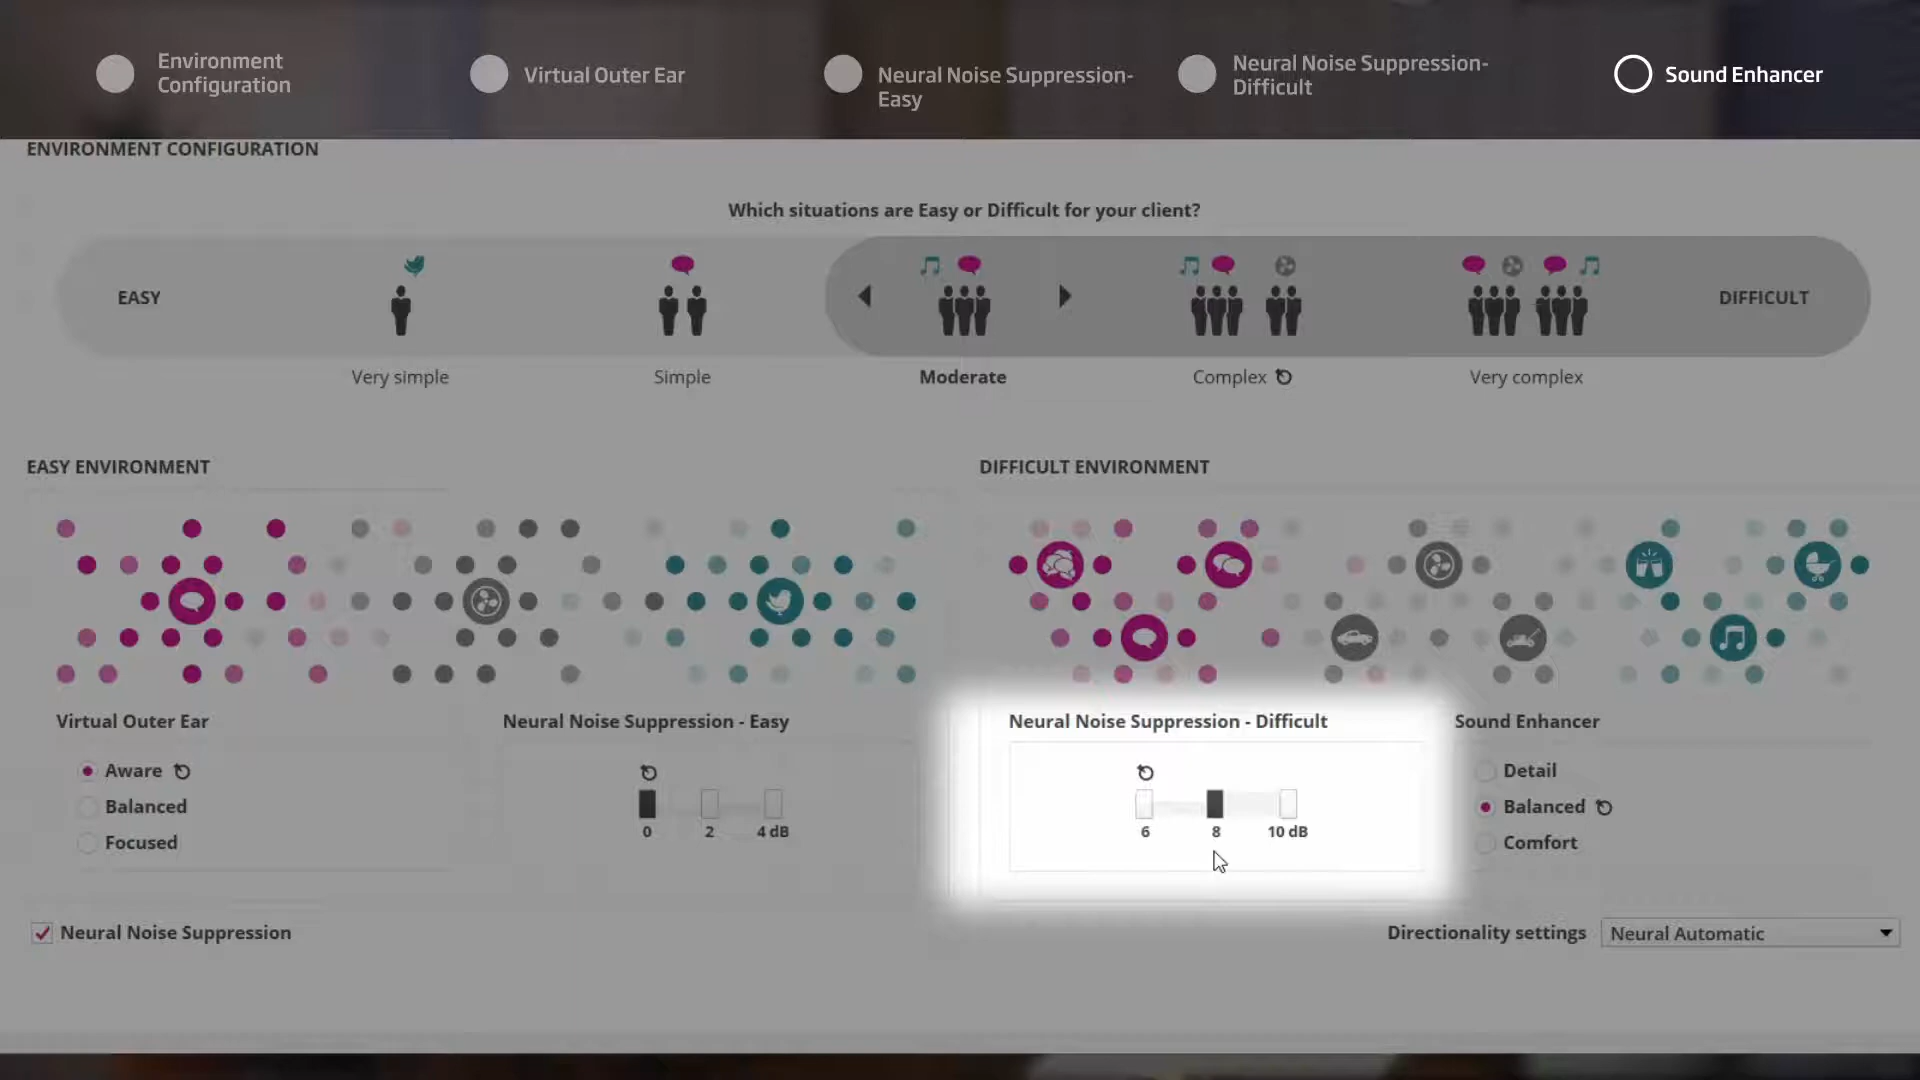 Environment
Configuration
Virtual Outer Ear
Neural Noise Suppression-
Easy
Neural Noise Suppression-
Difficult
Sound Enhancer
ENVIRONMENT CONFIGURATION
Which situations are Easy or Difficult for your client?
EASY
DIFFICULT
Very simple
Simple
Moderate
Complex
Very complex
EASY ENVIRONMENT
DIFFICULT ENVIRONMENT
Virtual Outer Ear
Aware
Balanced
Focused
Neural Noise Suppression - Easy
0 2 4 dB
Neural Noise Suppression - Difficult
6 8 10 dB
Sound Enhancer
Detail
Balanced
Comfort
Neural Noise Suppression
Directionality settings Neural Automatic